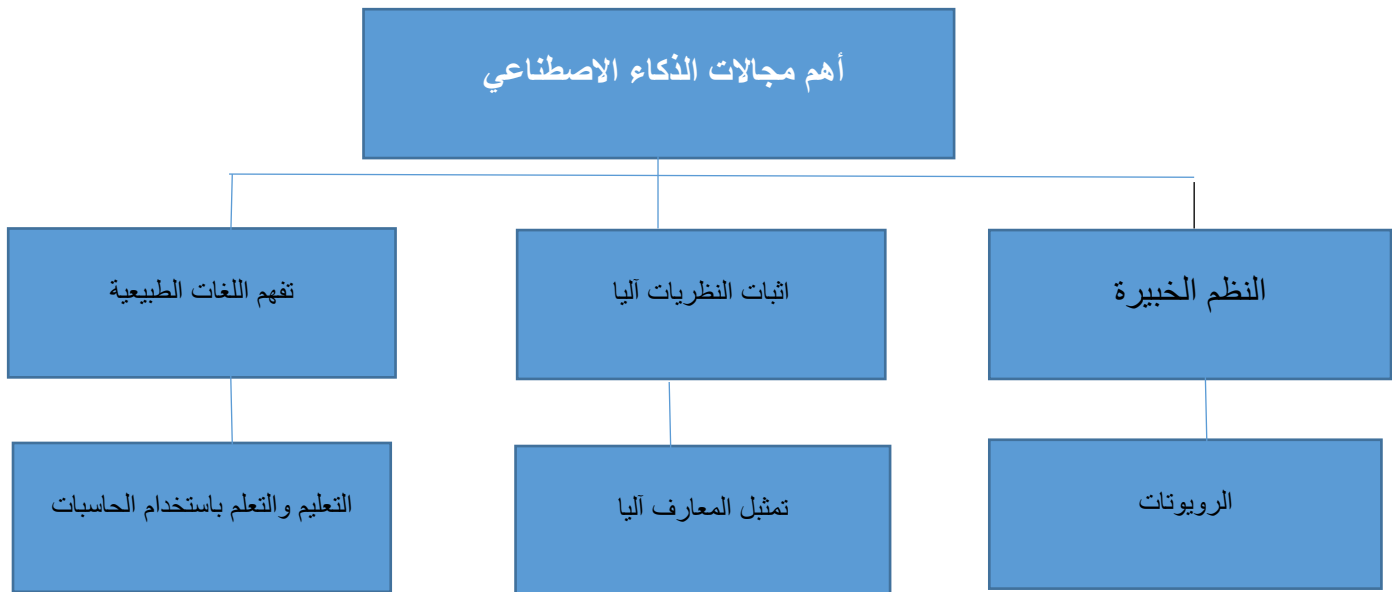 أهم مجالات الذكاء الاصطناعي
النظم الخبيرة
اثبات النظريات آليا
تفهم اللغات الطبيعية
الرويوتات
تمثبل المعارف آليا
التعليم والتعلم باستخدام الحاسبات